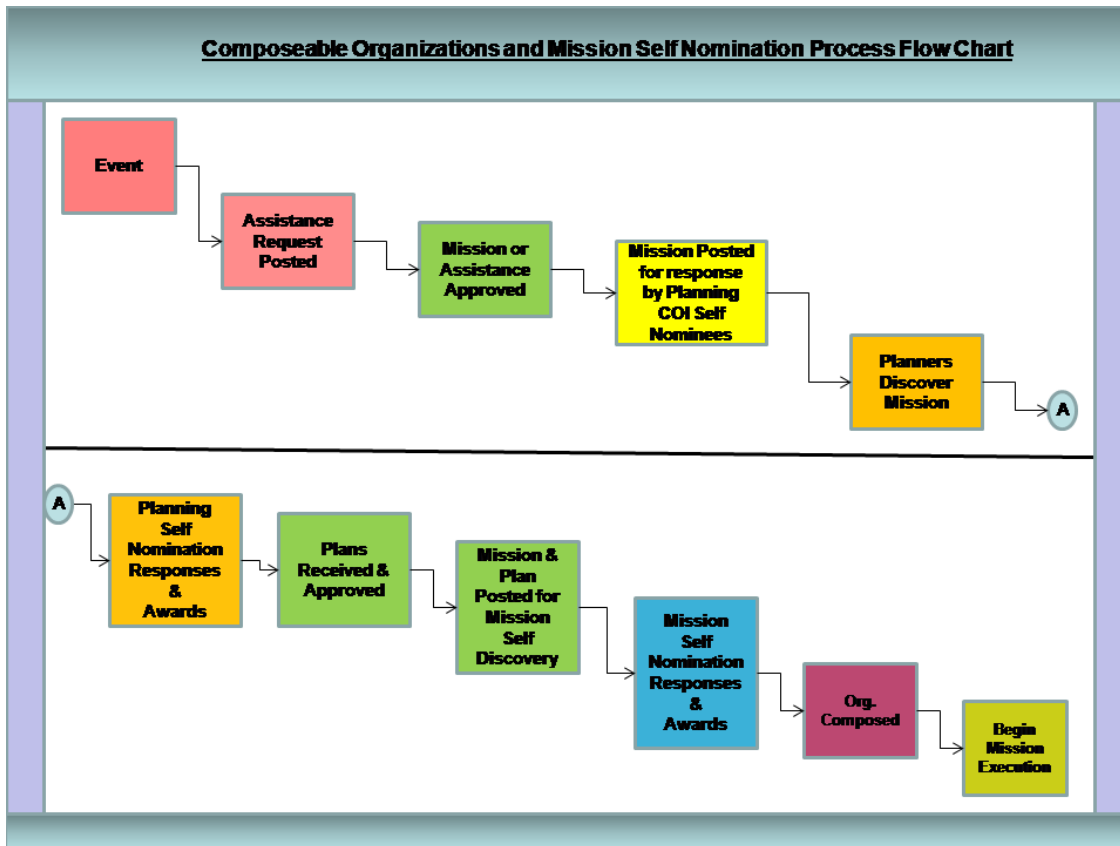 Composeable Organizations and Mission Self Nomination Process Flow Chart
Event
Assistance
Request
Posted
Mission or
Assistance
Approved
Mission Posted
for response
by Planning
COI Self
Nominees
Planners
Discover
Mission
A
A
Planning
Self
Nomination
Responses
&
Awards
Plans
Received &
Approved
Mission &
Plan
Posted for
Mission
Self
Discovery
Mission
Self
Nomination
Responses
&
Awards
Org.
Composed
Begin
Mission
Execution